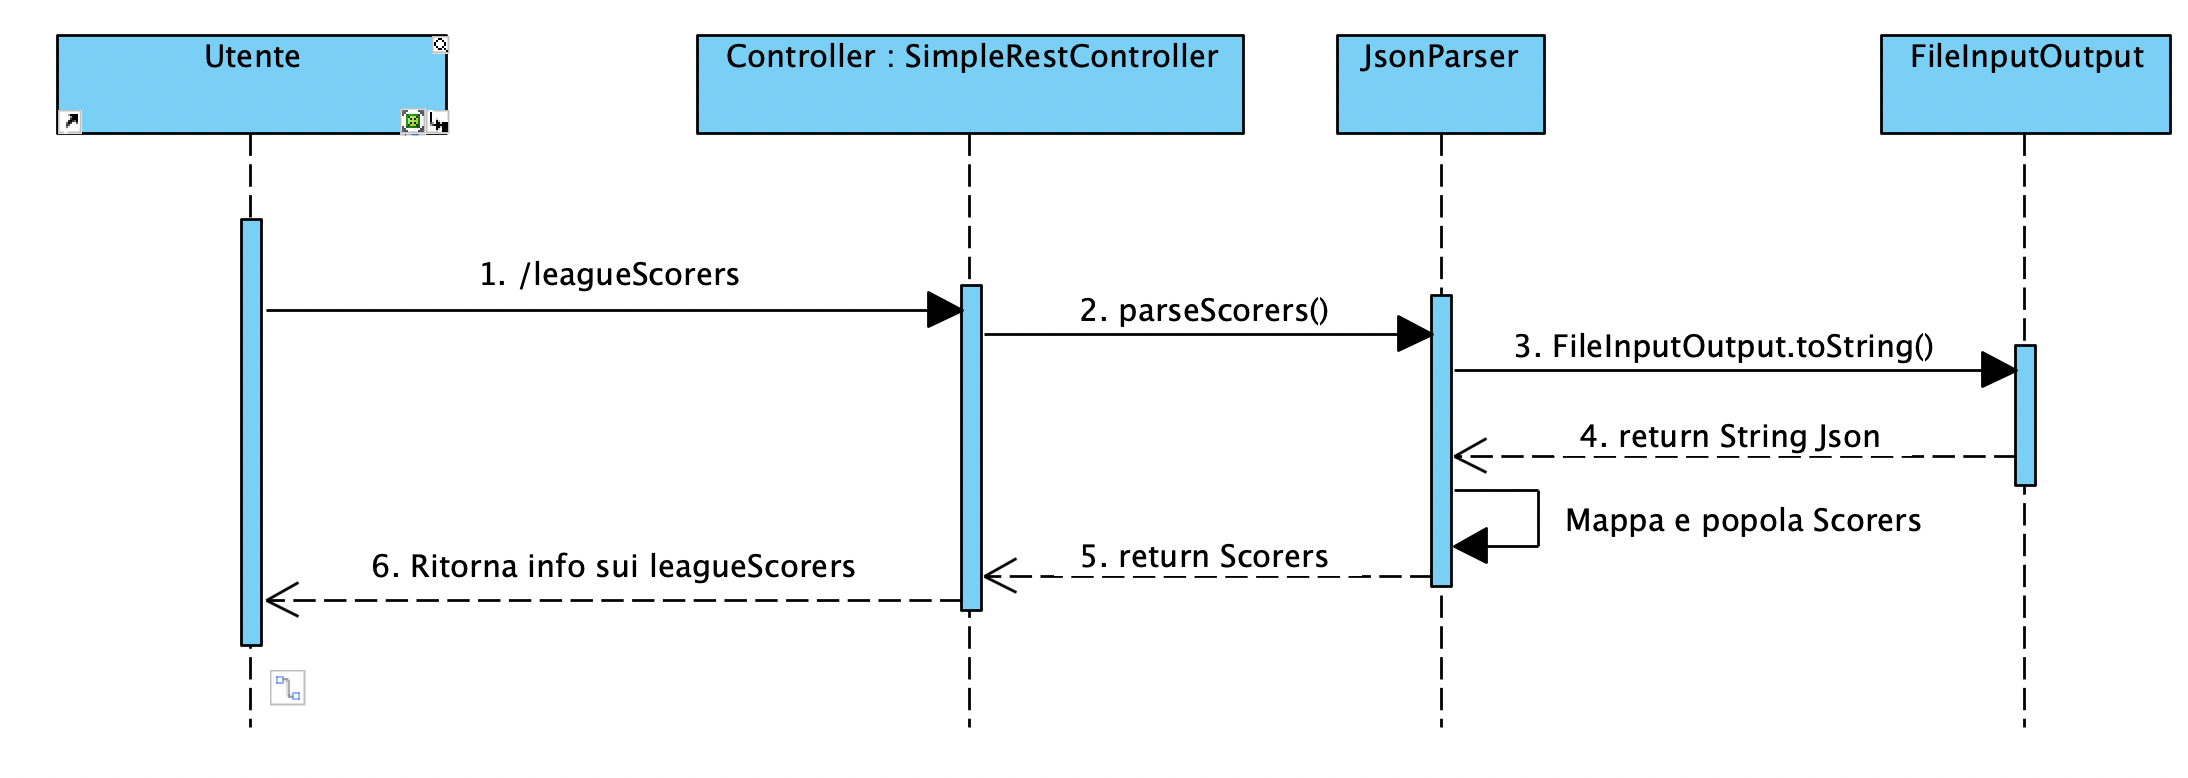 Utente
Controller : SimpleRestController
JsonParser
FileInputOutput
1. /leagueScorers
2. parseScorers()
3. FileInputOutput.toString()
4. return String Json
Mappa e popola Scorers
5. return Scorers
6. Ritorna info sui leagueScorers